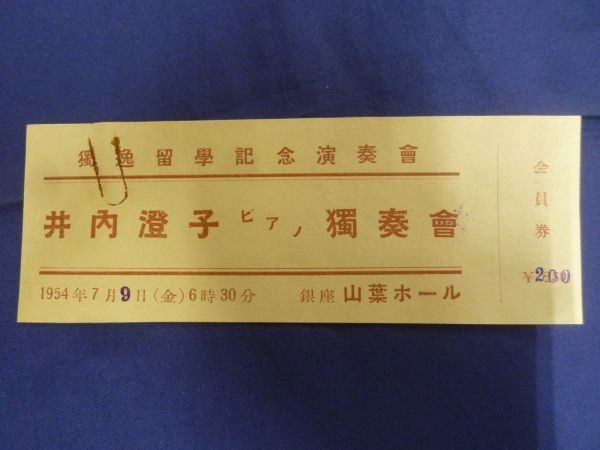 獨逸留學記念演奏會
井内澄子 ピアノ 獨奏會
1954年7月9日(金)6時30分 銀座 山葉ホール
会員券
¥200